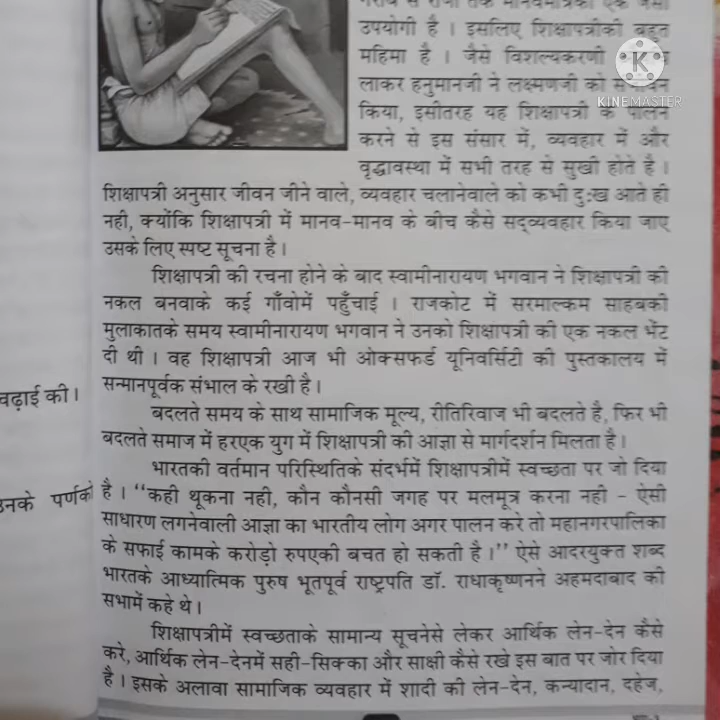 उपयोगी है । इसलिए शिक्षापत्रीकी बहुत
महिमा है । जैसे विशल्यकरणी
KINEMASTER
लाकर हनुमानजी ने लक्ष्मणजी को
किया, इसीतरह यह शिक्षापत्री के पालन
करने से इस संसार में, व्यवहार में और
वृद्धावस्था में सभी तरह से सुखी होते है ।
शिक्षापत्री अनुसार जीवन जीने वाले, व्यवहार चलानेवाले को कभी दुःख आते ही
नही, क्योंकि शिक्षापत्री में मानव-मानव के बीच कैसे सद्व्यवहार किया जाए
उसके लिए स्पष्ट सूचना है ।
शिक्षापत्री की रचना होने के बाद स्वामीनारायण भगवान ने शिक्षापत्री की
नकल बनवाके कई गाँवोमें पहुँचाई । राजकोट में सरमाल्कम साहबकी
मुलाकातके समय स्वामीनारायण भगवान ने उनको शिक्षापत्री की एक नकल भेंट
दी थी । वह शिक्षापत्री आज भी ओक्सफर्ड यूनिवर्सिटी की पुस्तकालय में
सन्मानपूर्वक संभाल के रखी है ।
बदलते समय के साथ सामाजिक मूल्य, रीतिरिवाज भी बदलते है, फिर भी
बदलते समाज में हरएक युग में शिक्षापत्री की आज्ञा से मार्गदर्शन मिलता है ।
भारतकी वर्तमान परिस्थितिके संदर्भमें शिक्षापत्रीमें स्वच्छता पर जो दिया
है । “कही थूकना नही, कौन कौनसी जगह पर मलमूत्र करना नही - ऐसी
साधारण लगनेवाली आज्ञा का भारतीय लोग अगर पालन करे तो महानगरपालिका
के सफाई कामके करोड़ो रुपएकी बचत हो सकती है ।” ऐसे आदरयुक्त शब्द
भारतके आध्यात्मिक पुरुष भूतपूर्व राष्ट्रपति डॉ. राधाकृष्णनने अहमदाबाद की
सभामें कहे थे ।
शिक्षापत्रीमें स्वच्छताके सामान्य सूचनेसे लेकर आर्थिक लेन-देन कैसे
करे, आर्थिक लेन-देनमें सही-सिक्का और साक्षी कैसे रखे इस बात पर जोर दिया
है । इसके अलावा सामाजिक व्यवहार में शादी की लेन-देन, कन्यादान, दहेज,
की ।
पर्णको